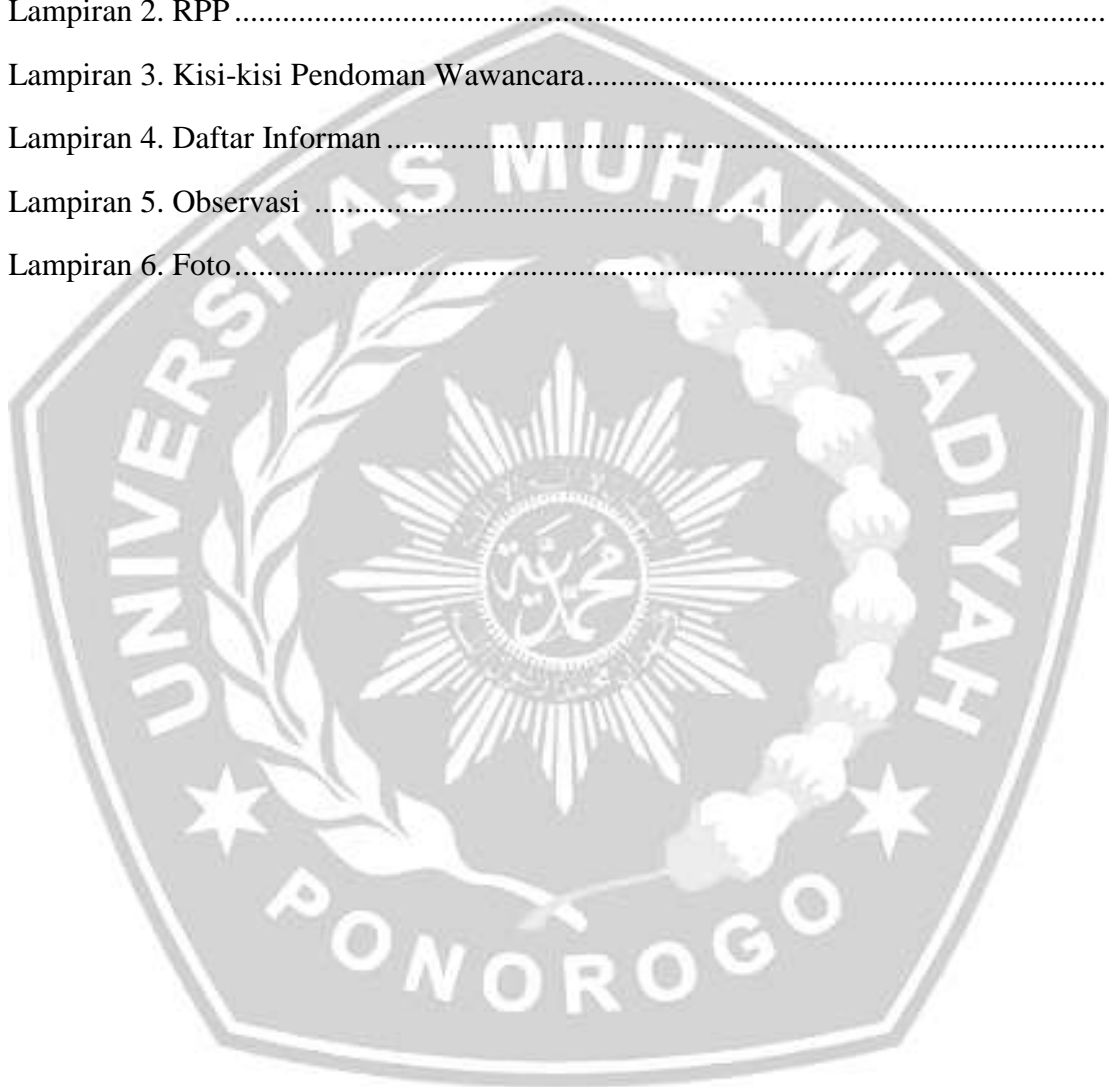 Lampiran 2. RPP ........................................................................................................
Lampiran 3. Kisi-kisi Pendoman Wawancara..............................................................
Lampiran 4. Daftar Informan ......................................................................................
Lampiran 5. Observasi ...............................................................................................
Lampiran 6. Foto.........................................................................................................
UNIVERSITAS MUHAMMADIYAH
PONOROGO